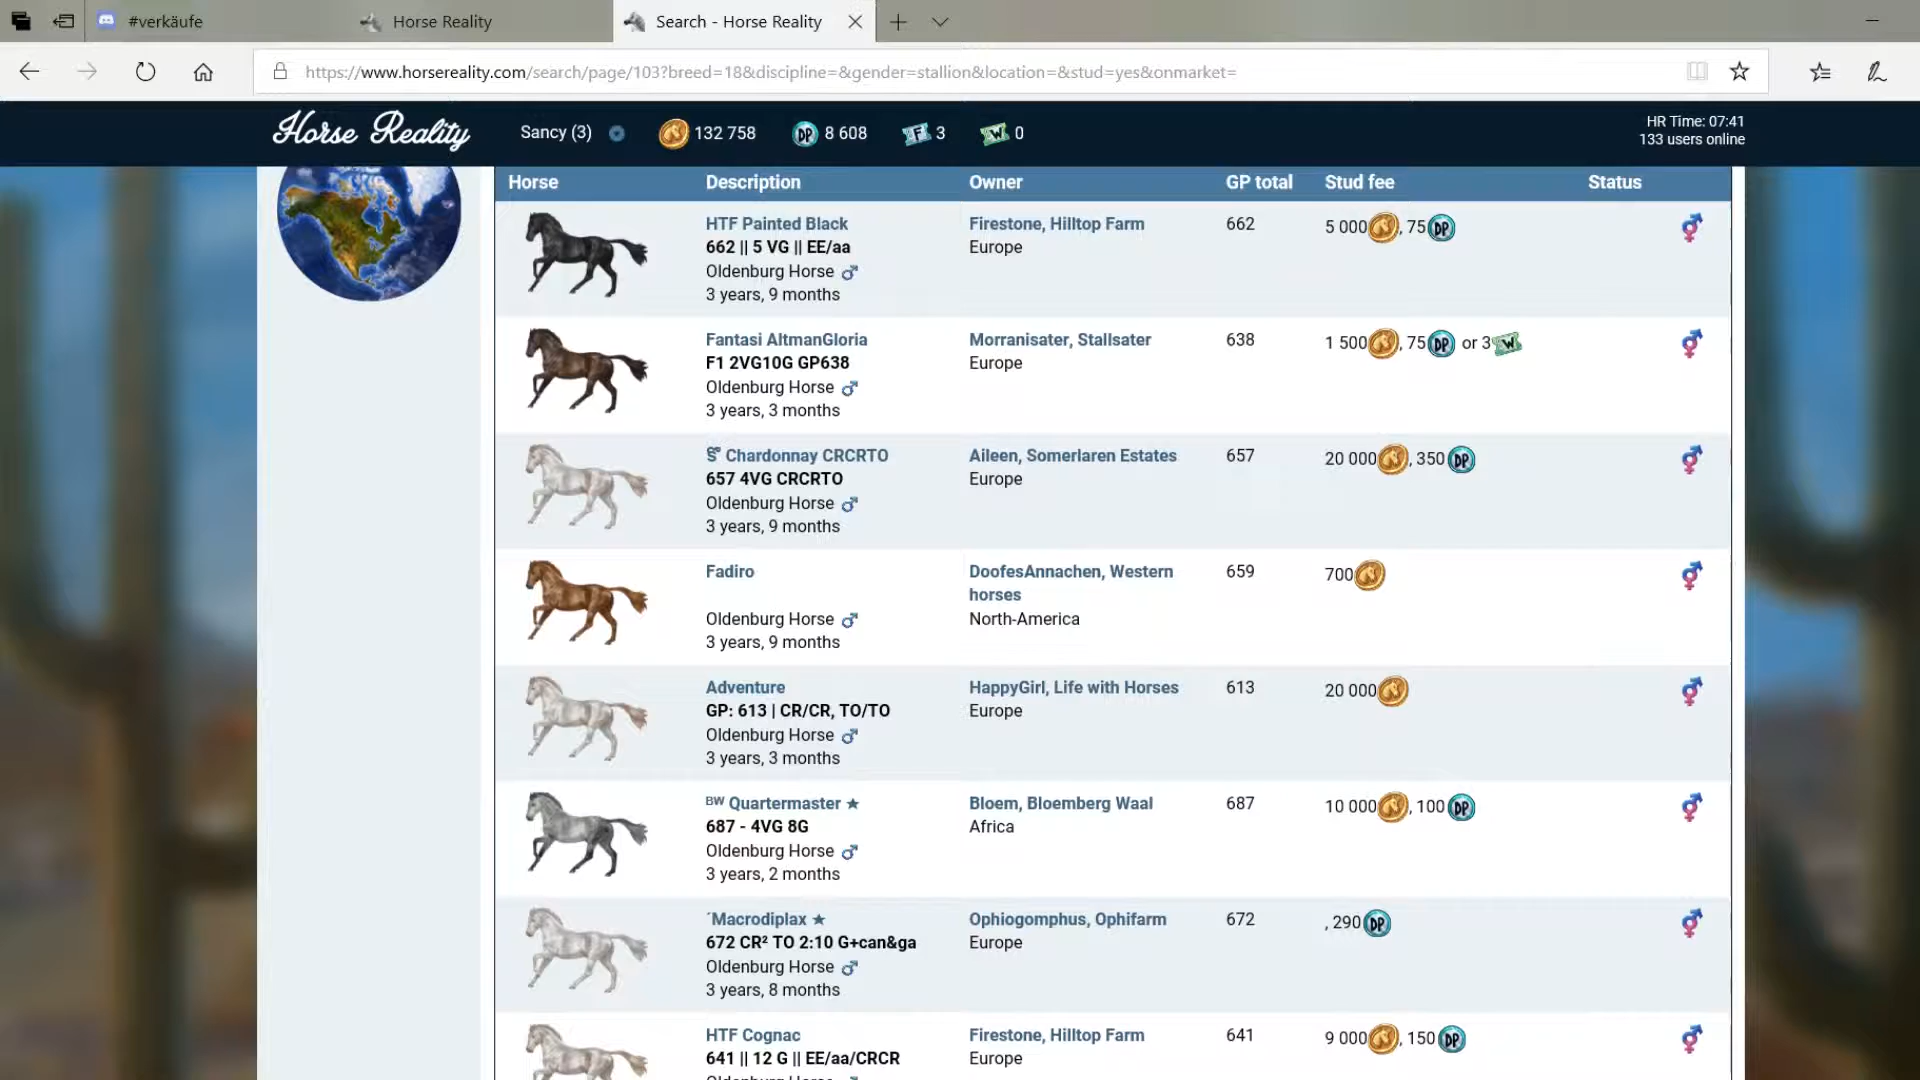 #verkäufe
Horse Reality
Search - Horse Reality
https://www.horsereality.com/search/page/103?breed=18&discipline=&gender=stallion&location=&stud=yes&onmarket=
Horse Reality
Sancy (3)
132 758
DP 8 608
F 3
W 0
HR Time: 07:41
133 users online
Horse Description Owner GP total Stud fee Status
HTF Painted Black Firestone, Hilltop Farm 662 5 000, 75 DP
662 || 5 VG || EE/aa Europe
Oldenburg Horse
3 years, 9 months
Fantasi AltmanGloria Morranisater, Stallsater 638 1 500, 75 DP or 3 W
F1 2VG10G GP638 Europe
Oldenburg Horse
3 years, 3 months
Chardonnay CRCRTO Aileen, Somerlaren Estates 657 20 000, 350 DP
657 4VG CRCRTO Europe
Oldenburg Horse
3 years, 9 months
Fadiro DoofesAnnachen, Western 659 700
horses
Oldenburg Horse North-America
3 years, 9 months
Adventure HappyGirl, Life with Horses 613 20 000
GP: 613 | CR/CR, TO/TO Europe
Oldenburg Horse
3 years, 3 months
BW Quartermaster ★ Bloem, Bloemberg Waal 687 10 000, 100 DP
687 - 4VG 8G Africa
Oldenburg Horse
3 years, 2 months
´Macrodiplax ★ Ophiogomphus, Ophifarm 672 , 290 DP
672 CR² TO 2:10 G+can&ga Europe
Oldenburg Horse
3 years, 8 months
HTF Cognac Firestone, Hilltop Farm 641 9 000, 150 DP
641 || 12 G || EE/aa/CRCR Europe
Oldenburg Horse